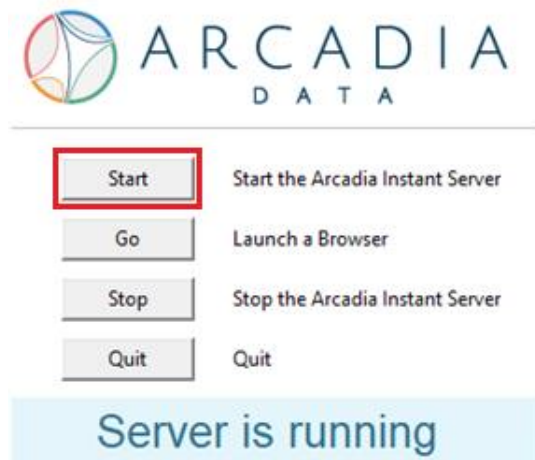 ARCADIA
DATA
Start Start the Arcadia Instant Server
Go Launch a Browser
Stop Stop the Arcadia Instant Server
Quit Quit
Server is running